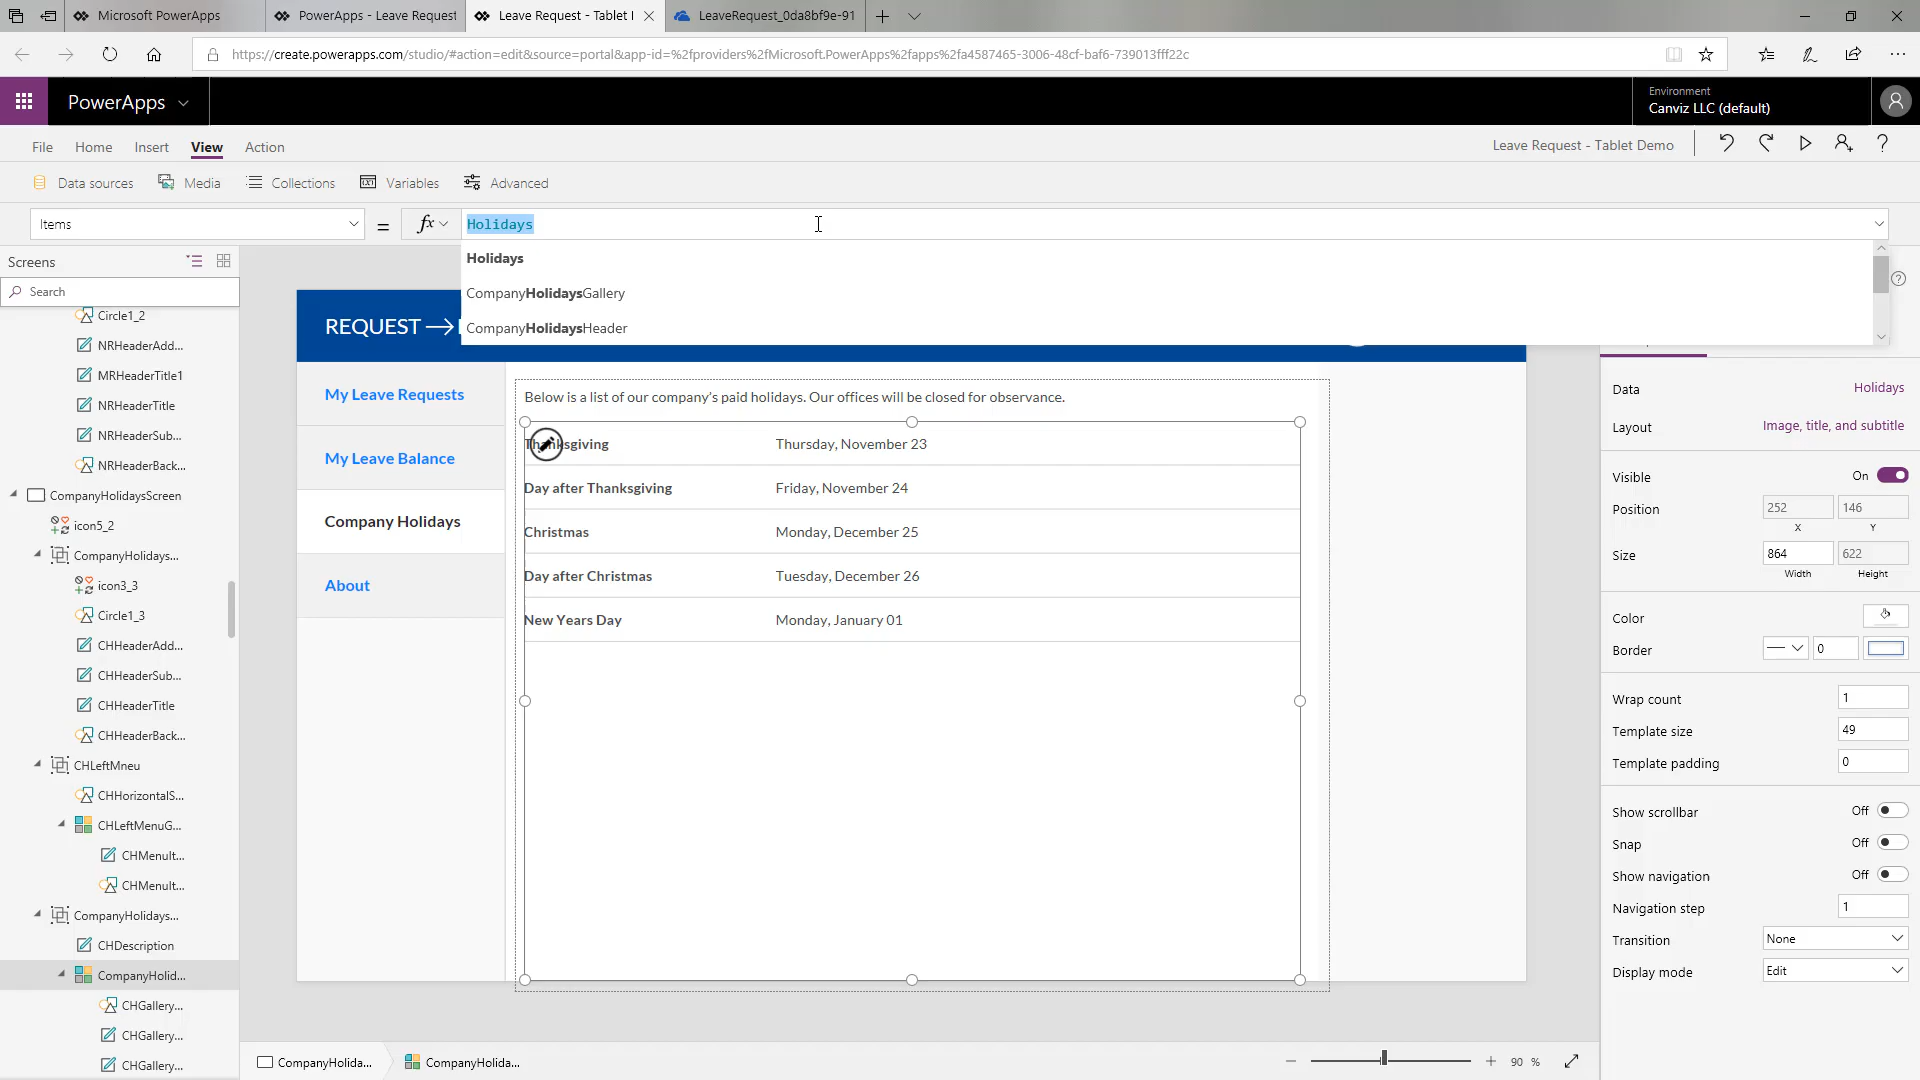 Microsoft PowerApps
PowerApps - Leave Request
Leave Request - Tablet I
LeaveRequest_0da8bf9e-91
https://create.powerapps.com/studio/#action=edit&source=portal&app-id=%2fproviders%2fMicrosoft.PowerApps%2fapps%2fa4587465-3006-48cf-baf6-739013fff22c
PowerApps
Environment
Canviz LLC (default)
File
Home
Insert
View
Action
Leave Request - Tablet Demo
Data sources
Media
Collections
Variables
Advanced
Items
=
fx
Holidays
Holidays
CompanyHolidaysGallery
CompanyHolidaysHeader
Screens
Search
Circle1_2
NRHeaderAdd...
MRHeaderTitle1
NRHeaderTitle
NRHeaderSub...
NRHeaderBack...
CompanyHolidaysScreen
icon5_2
CompanyHolidays...
icon3_3
Circle1_3
CHHeaderAdd...
CHHeaderSub...
CHHeaderTitle
CHHeaderBack...
CHLeftMneu
CHHorizontalS...
CHLeftMenuG...
CHMenuIt...
CHMenuIt...
CompanyHolidays...
CHDescription
CompanyHolid...
CHGallery...
CHGallery...
CHGallery...
REQUEST
My Leave Requests
My Leave Balance
Company Holidays
About
Below is a list of our company's paid holidays. Our offices will be closed for observance.
Thanksgiving Thursday, November 23
Day after Thanksgiving Friday, November 24
Christmas Monday, December 25
Day after Christmas Tuesday, December 26
New Years Day Monday, January 01
Data Holidays
Layout Image, title, and subtitle
Visible On
Position 252 146
X Y
Size 864 622
Width Height
Color
Border 0
Wrap count 1
Template size 49
Template padding 0
Show scrollbar Off
Snap Off
Show navigation Off
Navigation step 1
Transition None
Display mode Edit
CompanyHolida...
CompanyHolida...
90 %